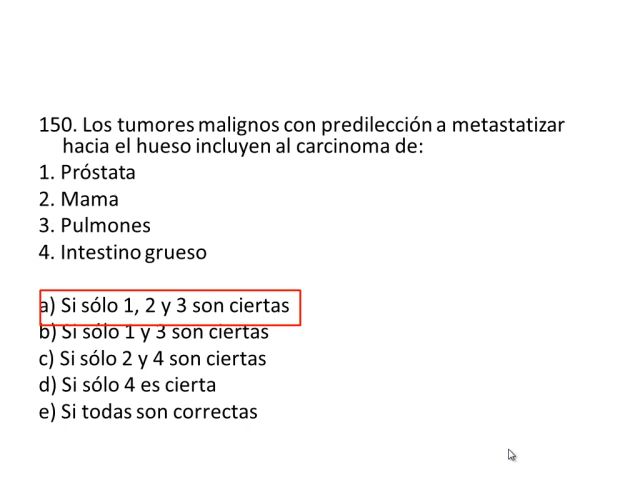 150. Los tumores malignos con predilección a metastatizar
hacia el hueso incluyen al carcinoma de:
1. Próstata
2. Mama
3. Pulmones
4. Intestino grueso
a) Si sólo 1, 2 y 3 son ciertas
b) Si sólo 1 y 3 son ciertas
c) Si sólo 2 y 4 son ciertas
d) Si sólo 4 es cierta
e) Si todas son correctas